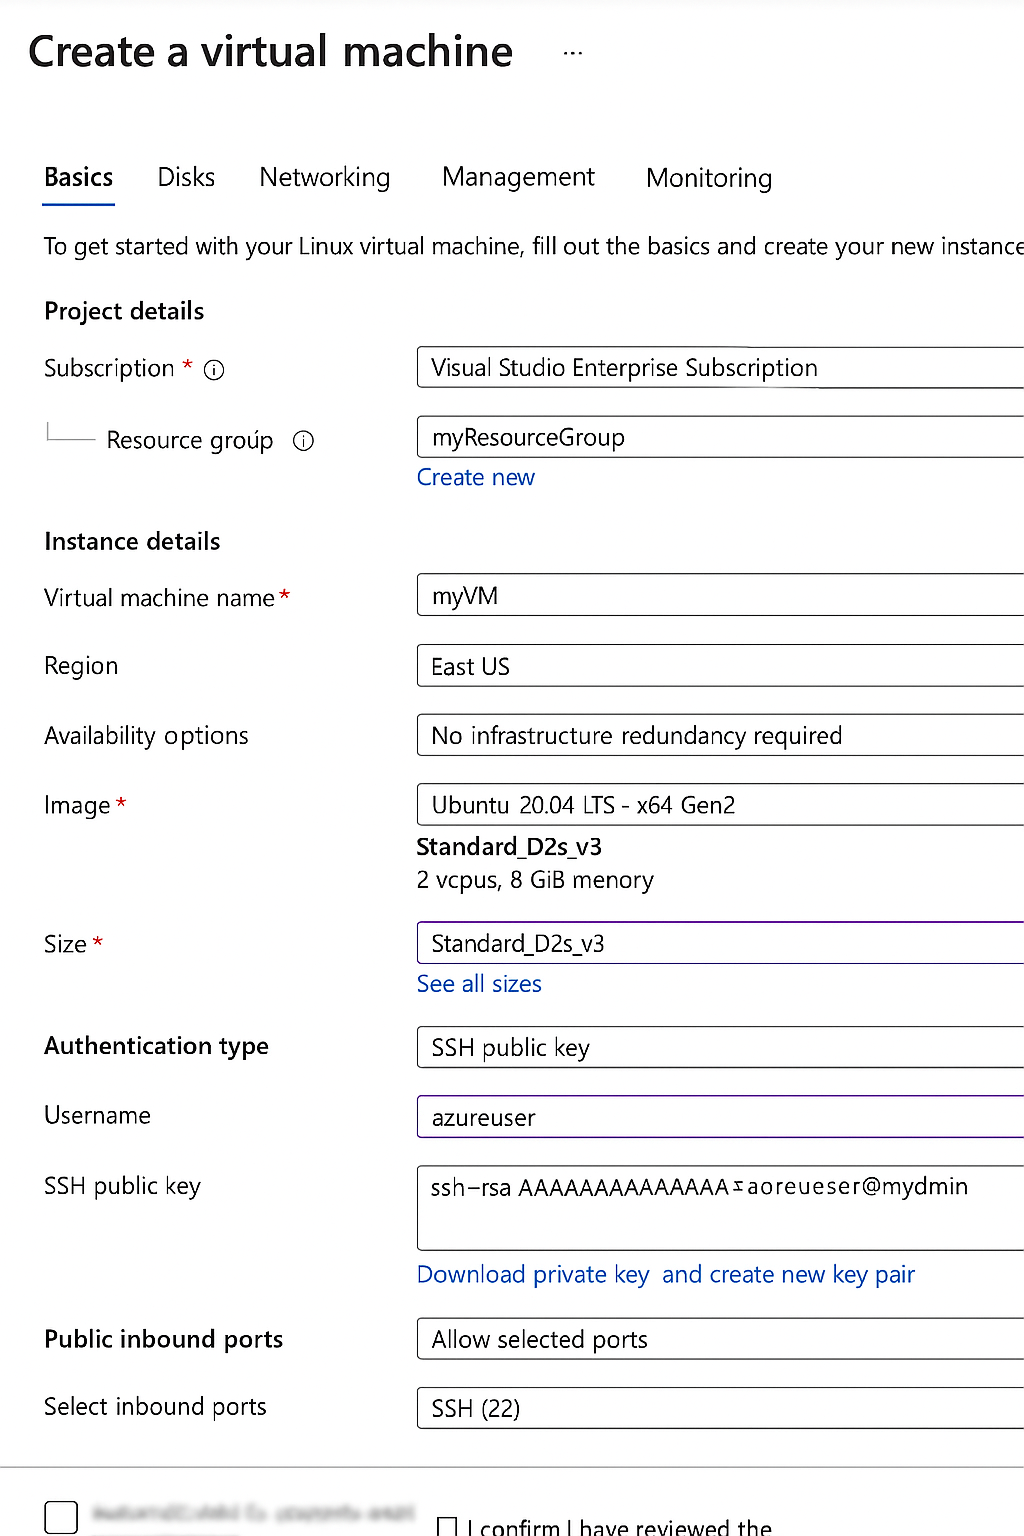 Create a virtual machine ...
Basics Disks Networking Management Monitoring
To get started with your Linux virtual machine, fill out the basics and create your new instance
Project details
Subscription * Visual Studio Enterprise Subscription
Resource groúp myResourceGroup
Create new
Instance details
Virtual machine name * myVM
Region East US
Availability options No infrastructure redundancy required
Image * Ubuntu 20.04 LTS - x64 Gen2
Standard_D2s_v3
2 vcpus, 8 GiB menory
Size * Standard_D2s_v3
See all sizes
Authentication type SSH public key
Username azureuser
SSH public key ssh-rsa AAAAAAAAAAAAAA aoreueser@mydmin
Download private key and create new key pair
Public inbound ports Allow selected ports
Select inbound ports SSH (22)
I confirm I have reviewed the